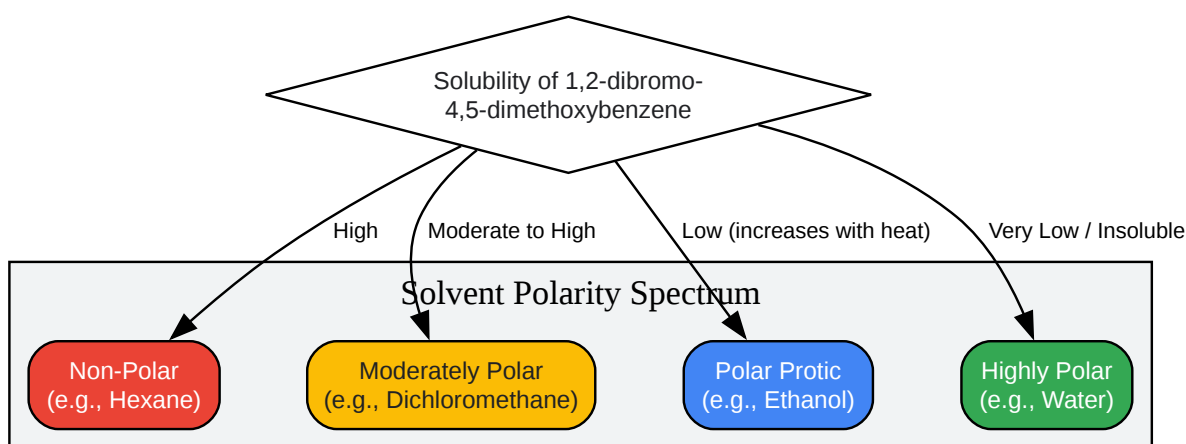 Solubility of 1,2-dibromo-
4,5-dimethoxybenzene
High
Moderate to High
Low (increases with heat)
Very Low / Insoluble
Solvent Polarity Spectrum
Non-Polar
(e.g., Hexane)
Moderately Polar
(e.g., Dichloromethane)
Polar Protic
(e.g., Ethanol)
Highly Polar
(e.g., Water)